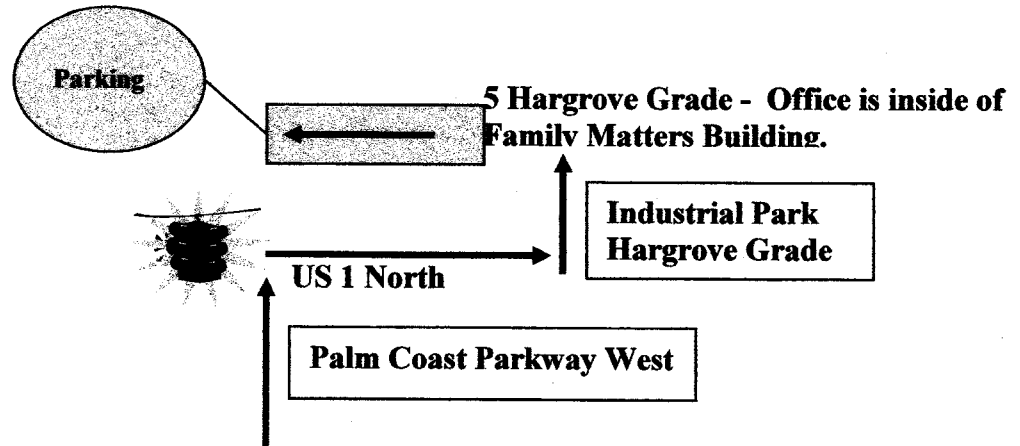 Parking
5 Hargrove Grade - Office is inside of
Family Matters Building.
Industrial Park
Hargrove Grade
US 1 North
Palm Coast Parkway West